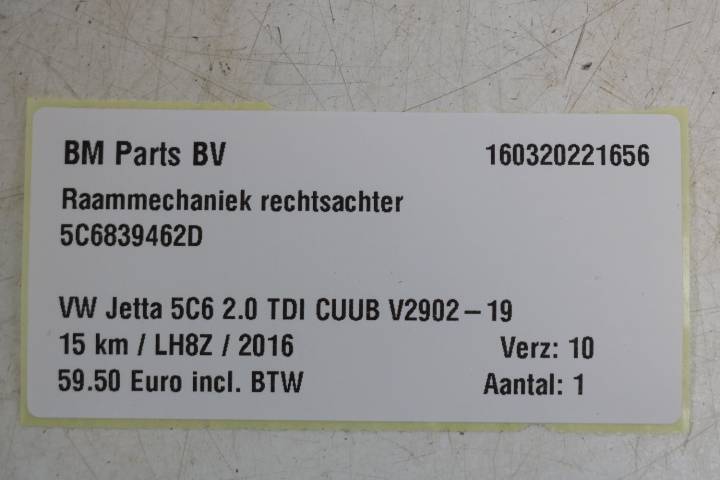 BM Parts BV 160320221656
Raammechaniek rechtsachter
5C6839462D
VW Jetta 5C6 2.0 TDI CUUB V2902-19
15 km / LH8Z / 2016 Verz: 10
59.50 Euro incl. BTW Aantal: 1